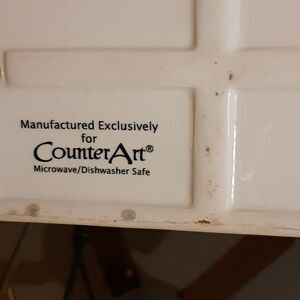 Manufactured Exclusively
for
CounterArt®
Microwave/Dishwasher Safe